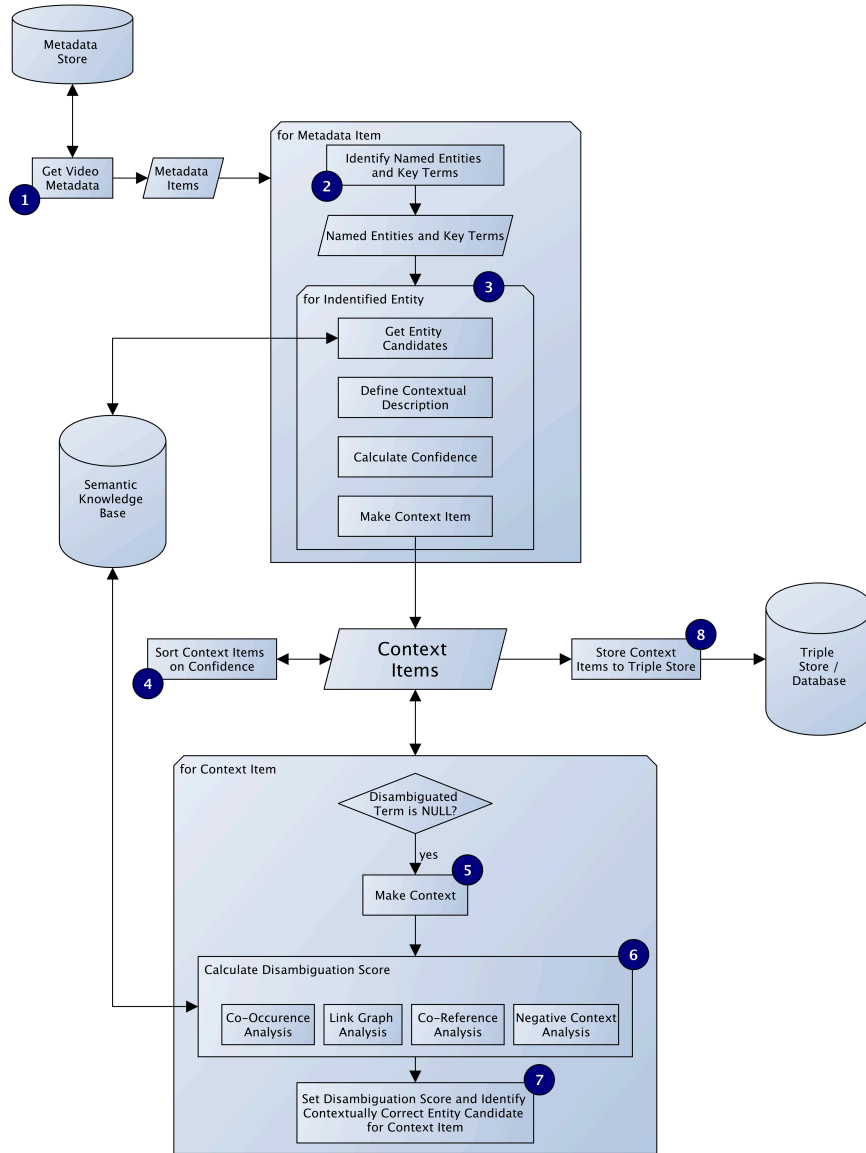 Metadata
Store
Get Video
Metadata
1
Metadata
Items
for Metadata Item
Identify Named Entities
and Key Terms
2
Named Entities and Key Terms
3
for Indentified Entity
Get Entity
Candidates
Define Contextual
Description
Calculate Confidence
Make Context Item
Semantic
Knowledge
Base
Sort Context Items
on Confidence
4
Context
Items
8
Store Context
Items to Triple Store
Triple
Store /
Database
for Context Item
Disambiguated
Term is NULL?
yes
5
Make Context
6
Calculate Disambiguation Score
Co-Occurence
Analysis
Link Graph
Analysis
Co-Reference
Analysis
Negative Context
Analysis
7
Set Disambiguation Score and Identify
Contextually Correct Entity Candidate
for Context Item